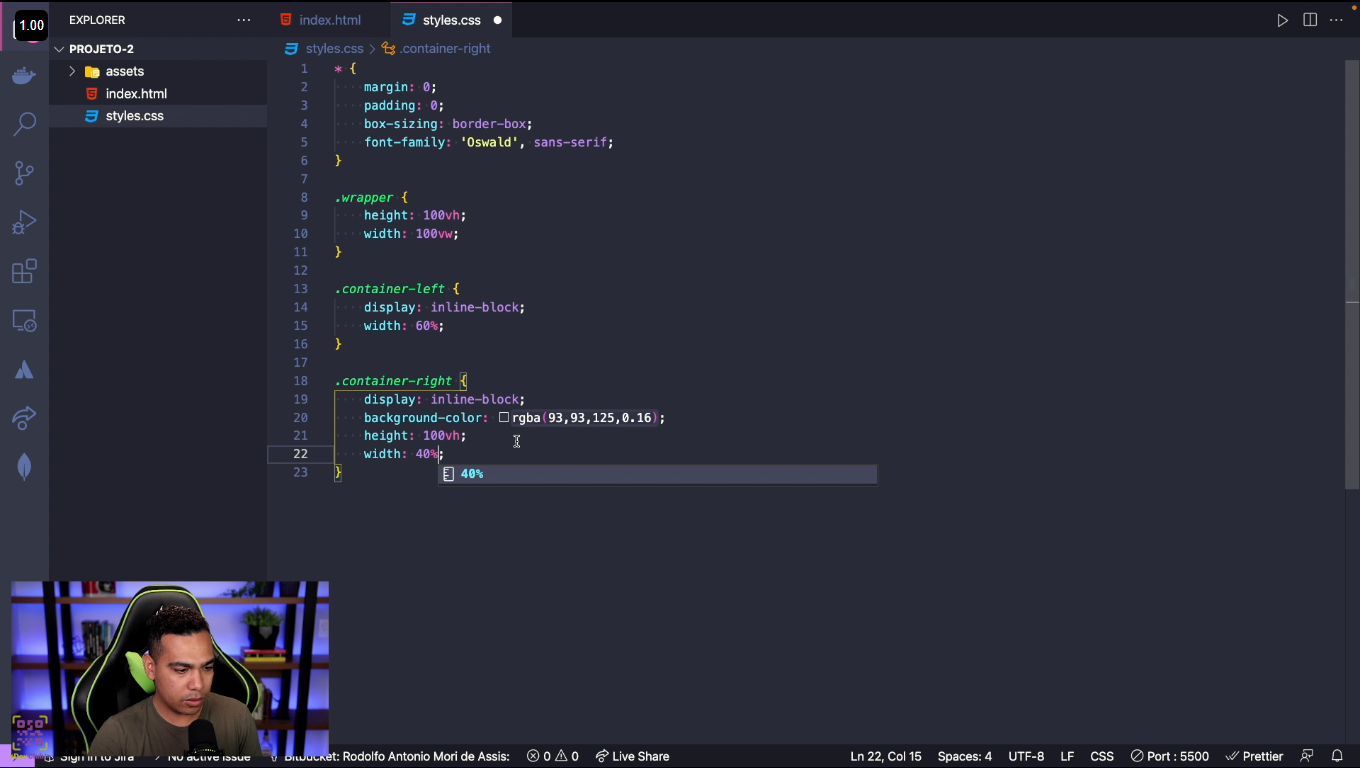 1.00
EXPLORER
···
index.html
styles.css
PROJETO-2
styles.css > .container-right
assets
index.html
styles.css
1 * {
2 margin: 0;
3 padding: 0;
4 box-sizing: border-box;
5 font-family: 'Oswald', sans-serif;
6 }
7
8 .wrapper {
9 height: 100vh;
10 width: 100vw;
11 }
12
13 .container-left {
14 display: inline-block;
15 width: 60%;
16 }
17
18 .container-right {
19 display: inline-block;
20 background-color: rgba(93,93,125,0.16);
21 height: 100vh;
22 width: 40%;
40%
23 }
Sign in to Jira
No active issue
Bitbucket: Rodolfo Antonio Mori de Assis:
0 0
Live Share
Ln 22, Col 15
Spaces: 4
UTF-8
LF
CSS
Port : 5500
Prettier